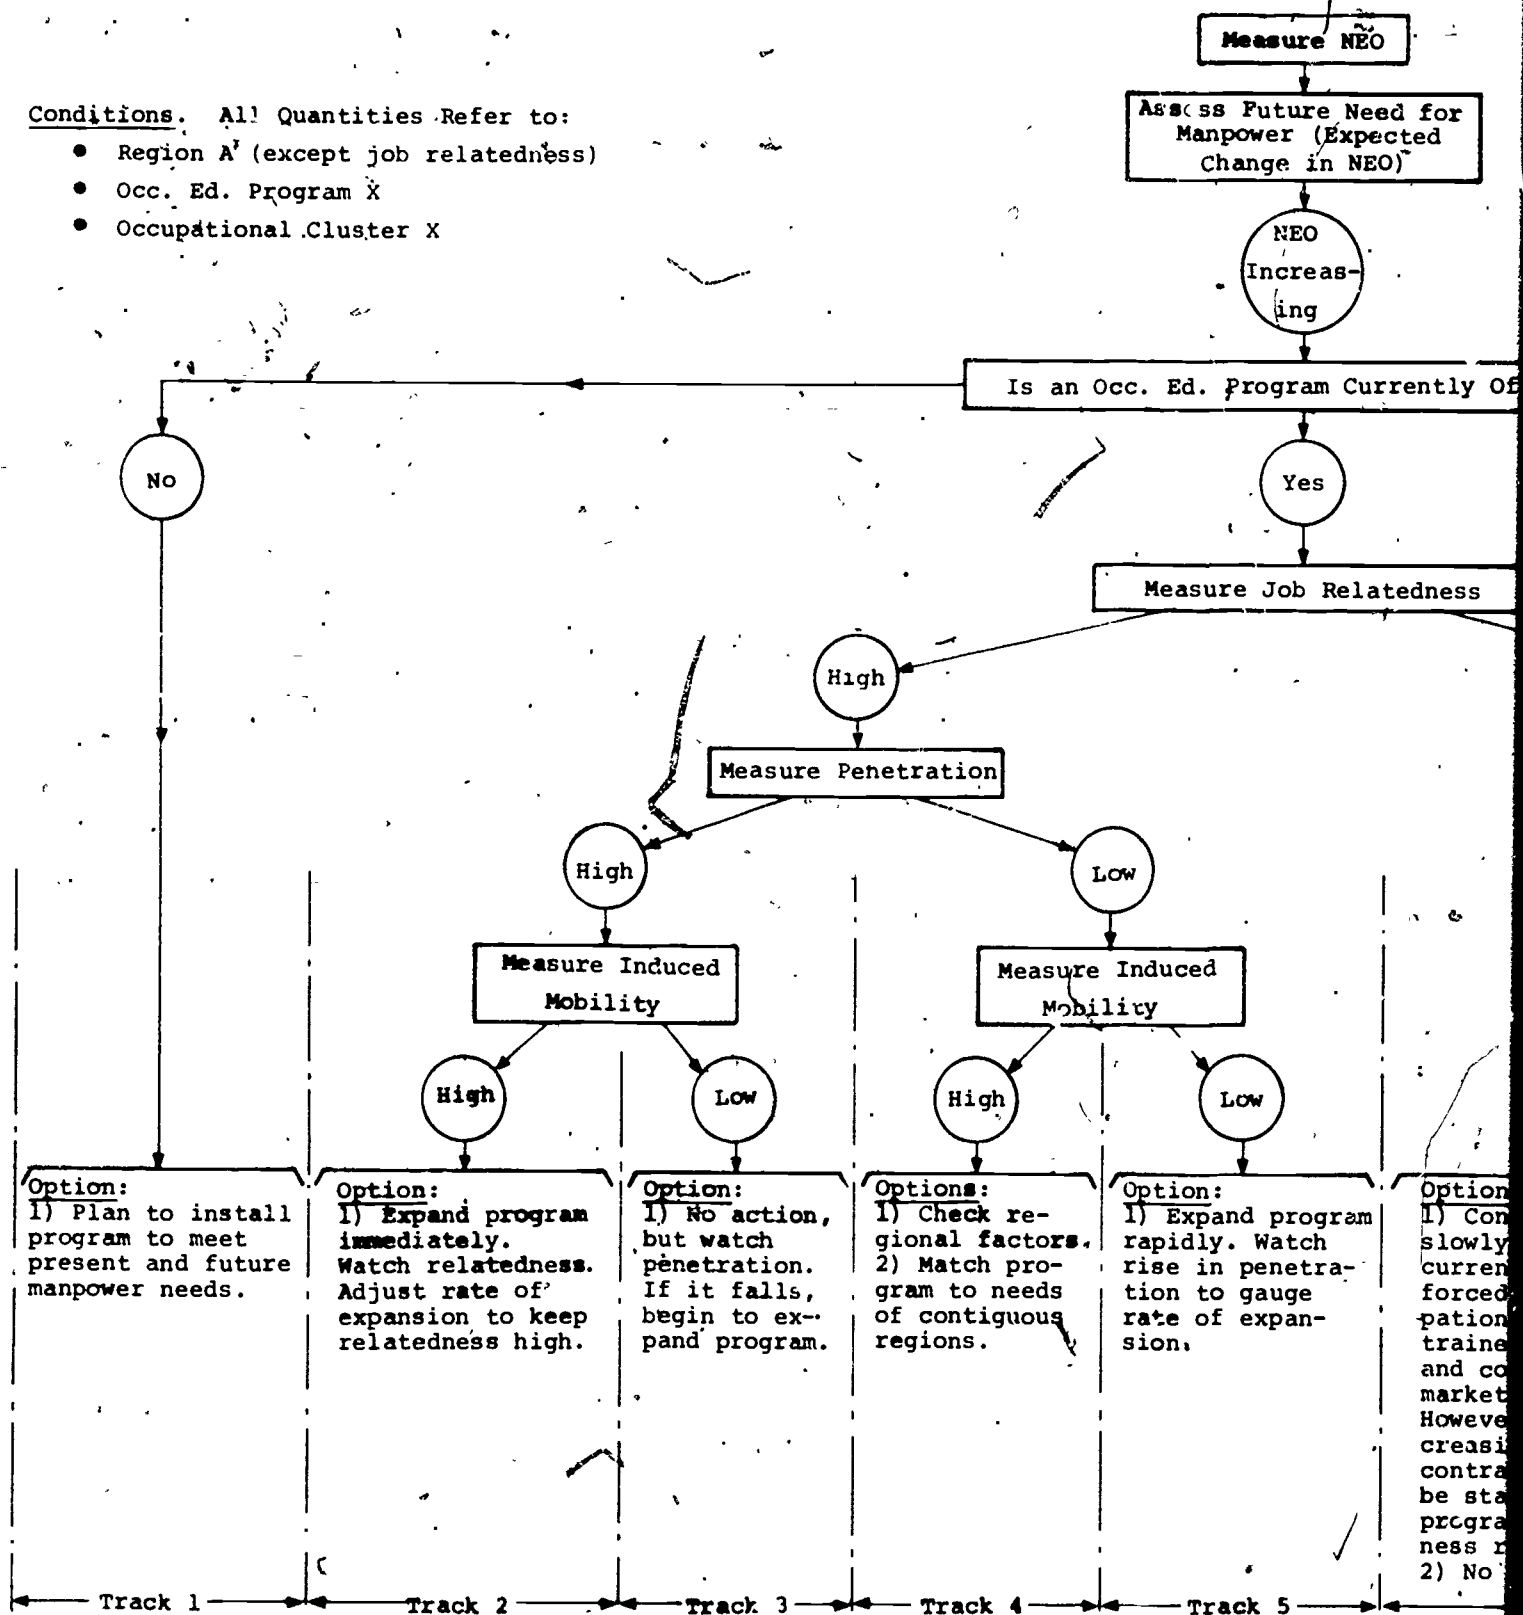 Measure NEO
Conditions. All Quantities Refer to:
● Region A (except job relatedness)
● Occ. Ed. Program X
● Occupational Cluster X
Assess Future Need for
Manpower (Expected
Change in NEO)
NEO
Increas-
ing
Is an Occ. Ed. Program Currently Of
No
Yes
Measure Job Relatedness
High
Measure Penetration
High
Low
Measure Induced
Mobility
Measure Induced
Mobility
High
Low
High
Low
Option:
1) Plan to install
program to meet
present and future
manpower needs.
Option:
1) Expand program
immediately.
Watch relatedness.
Adjust rate of
expansion to keep
relatedness high.
Option:
1) No action,
but watch
penetration.
If it falls,
begin to ex-
pand program.
Options:
1) Check re-
gional factors.
2) Match pro-
gram to needs
of contiguous
regions.
Option:
1) Expand program
rapidly. Watch
rise in penetra-
tion to gauge
rate of expan-
sion.
Option
1) Con
slowly
curren
forced
pation
traine
and co
market
Howeve
creasi
contra
be sta
progra
ness r
2) No
Track 1
Track 2
Track 3
Track 4
Track 5